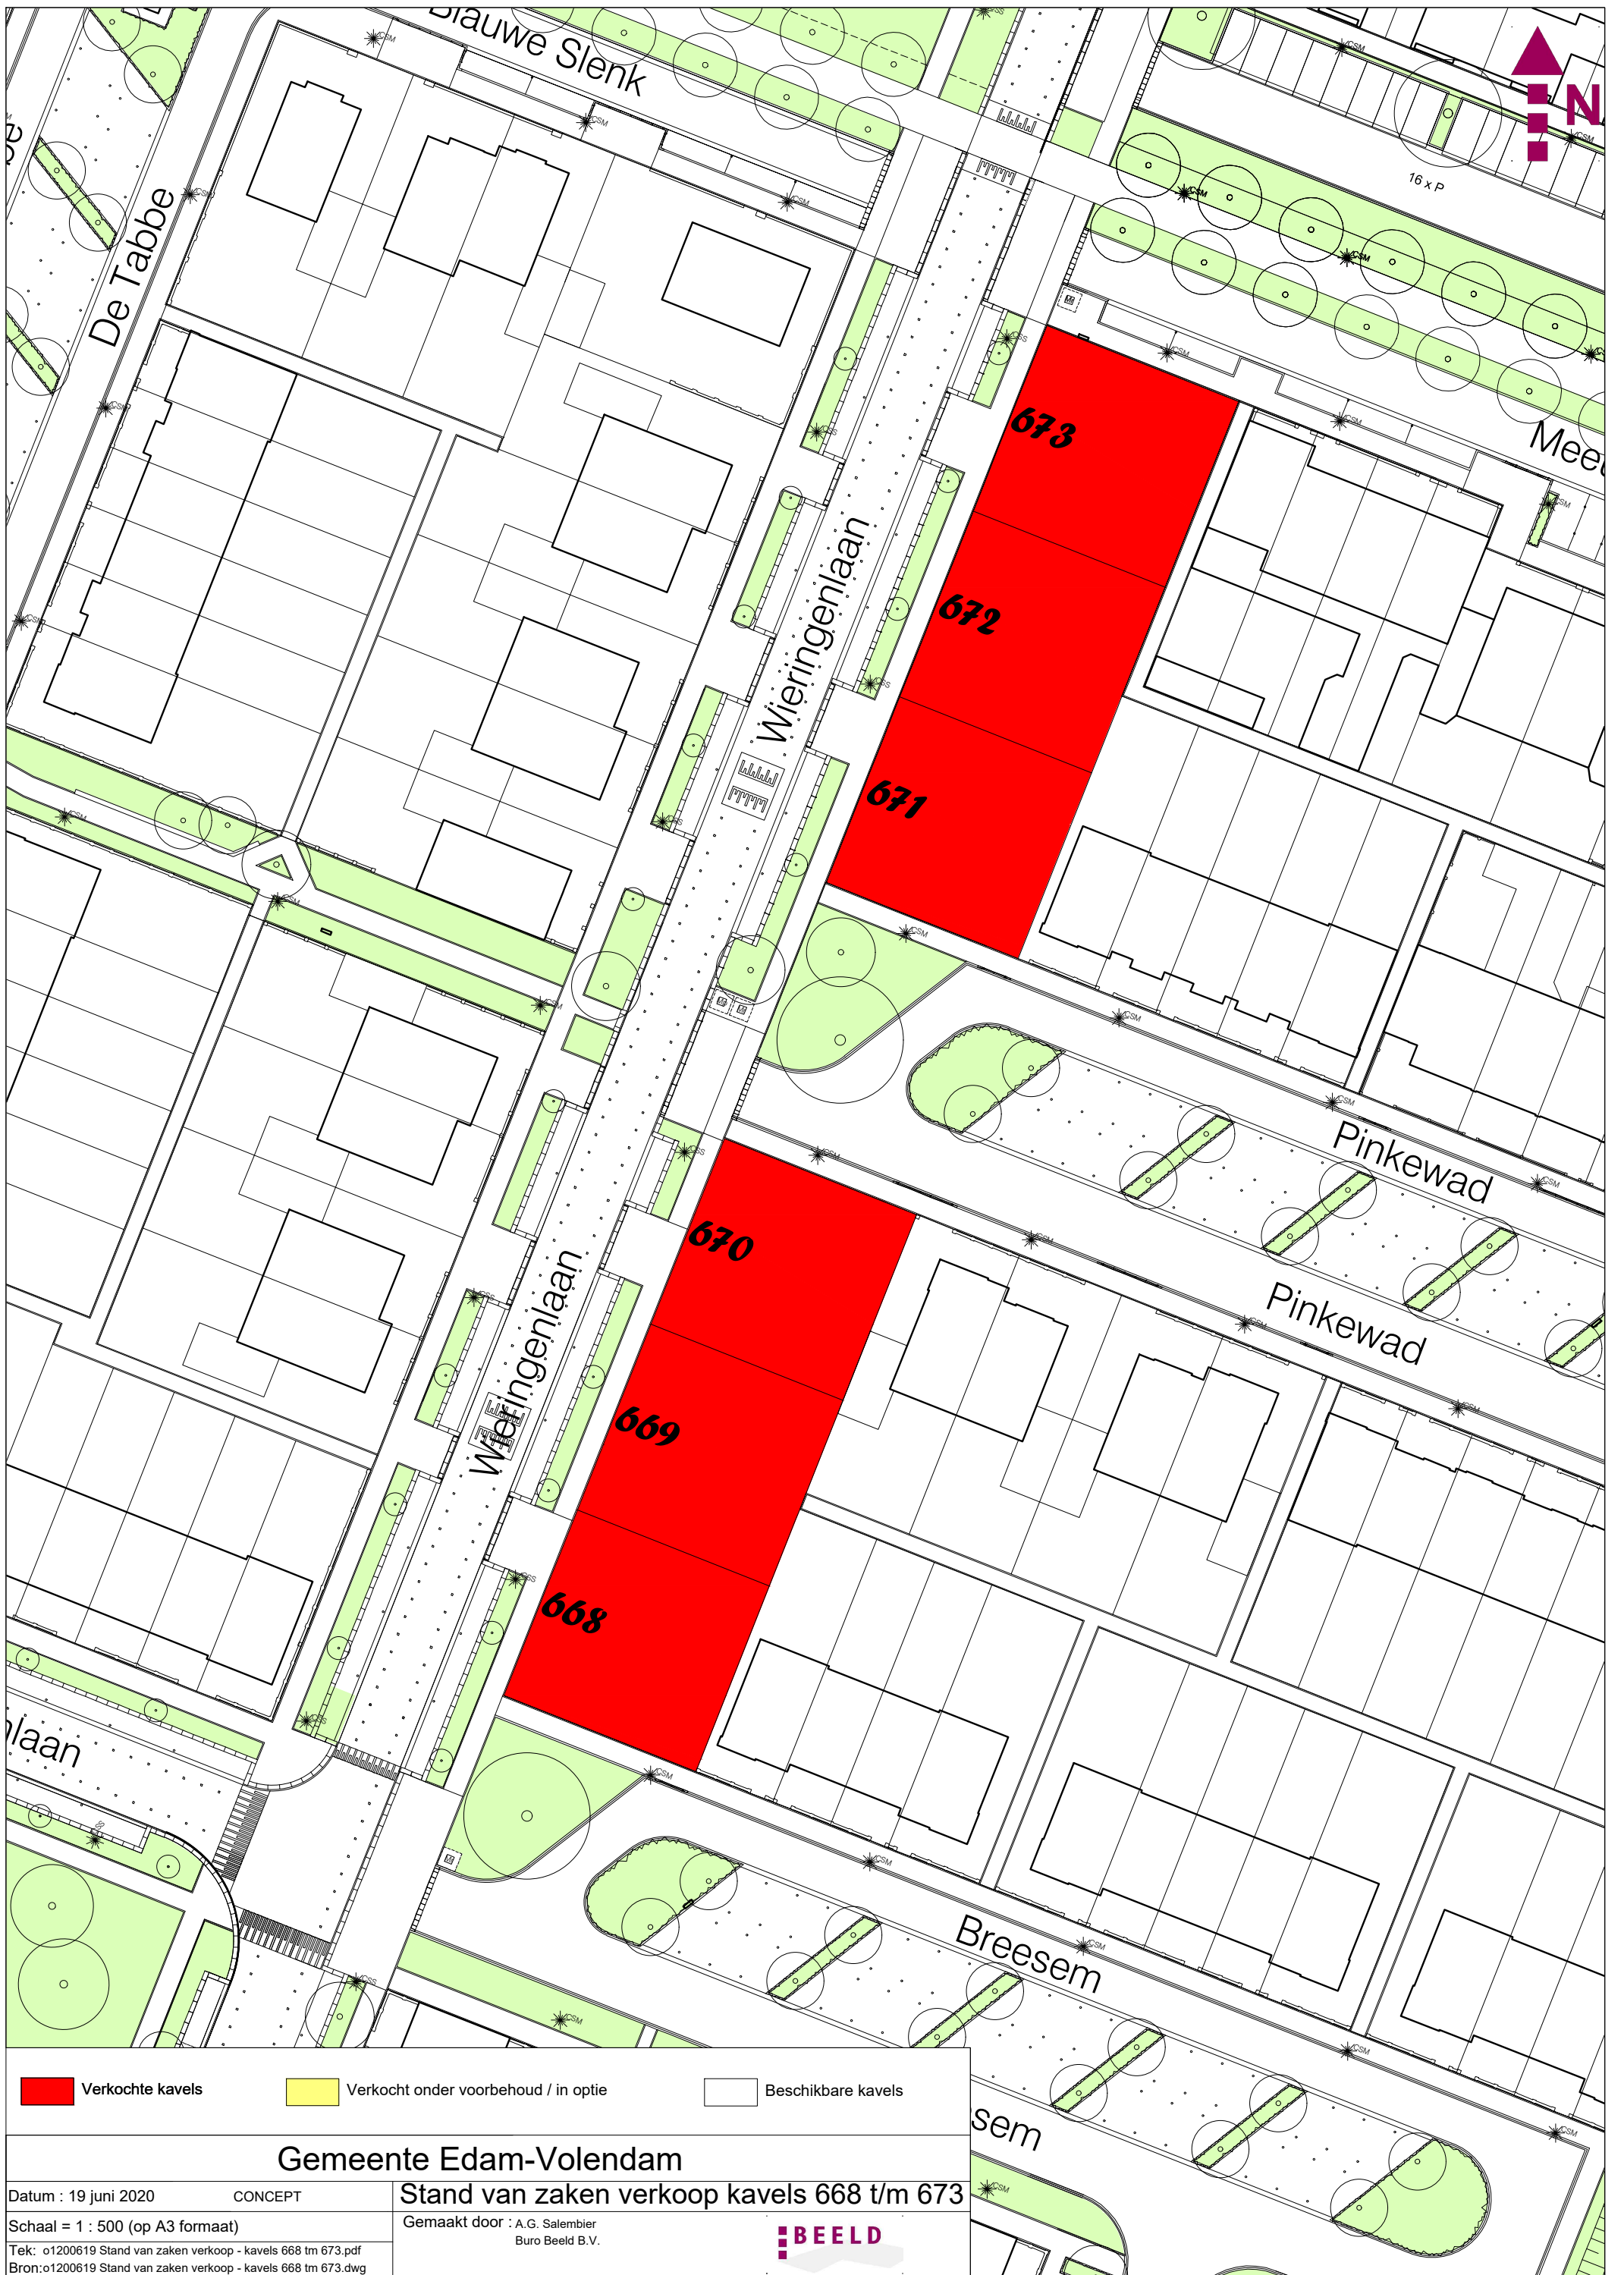 Blauwe Slenk
N
16 x P
De Tabbe
673
672
671
Wieringenlaan
Pinkewad
Pinkewad
670
669
668
Wieringenlaan
Breesem
Verkochte kavels
Verkocht onder voorbehoud / in optie
Beschikbare kavels
Gemeente Edam-Volendam
Datum : 19 juni 2020 CONCEPT
Stand van zaken verkoop kavels 668 t/m 673
Schaal = 1 : 500 (op A3 formaat)
Gemaakt door : A.G. Salembier
Buro Beeld B.V.
BEELD
Tek: o1200619 Stand van zaken verkoop - kavels 668 tm 673.pdf
Bron:o1200619 Stand van zaken verkoop - kavels 668 tm 673.dwg